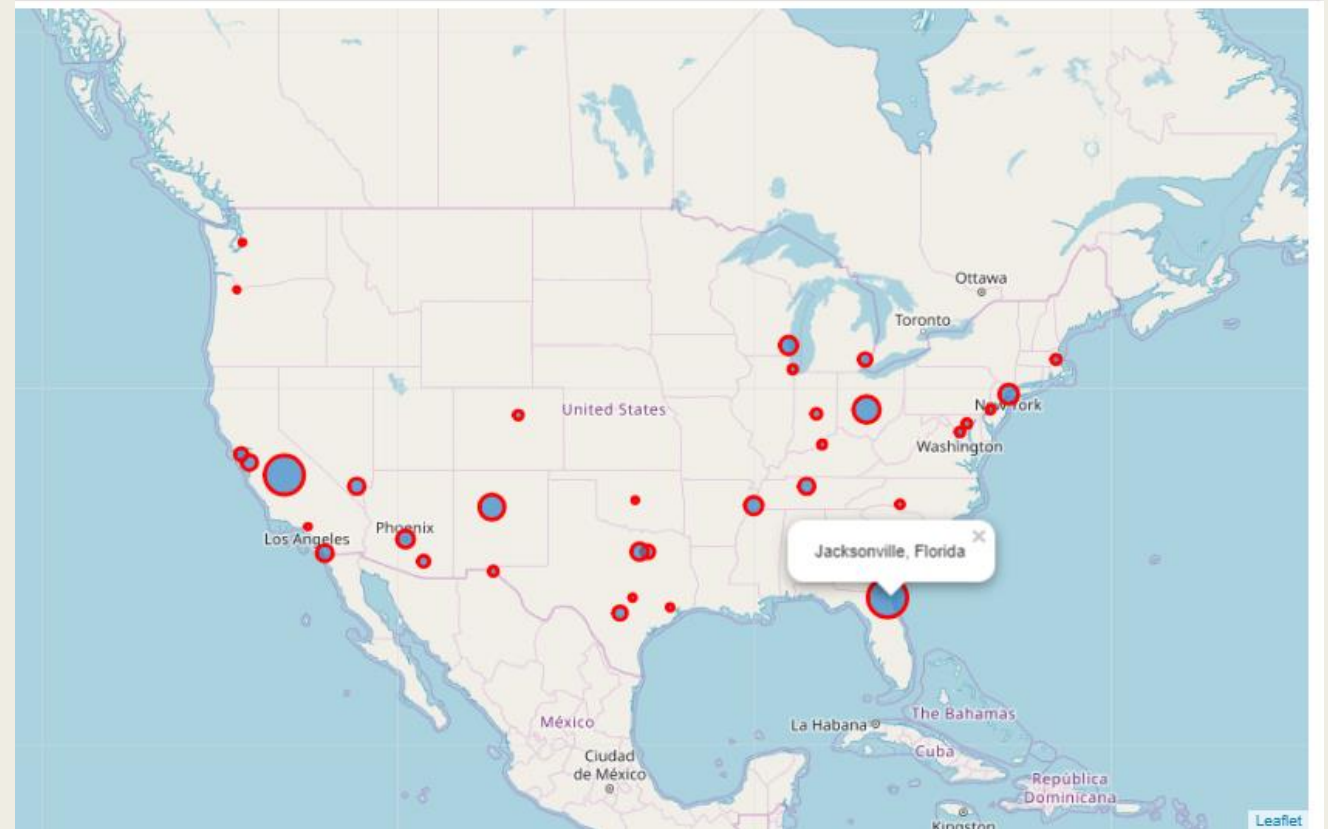 Ottawa
Toronto
United States
New York
Washington
Phoenix
Los Angeles
Jacksonville, Florida
×
La Habana
The Bahamas
México
Cuba
Ciudad
de México
República
Dominicana
Kingston
Leaflet